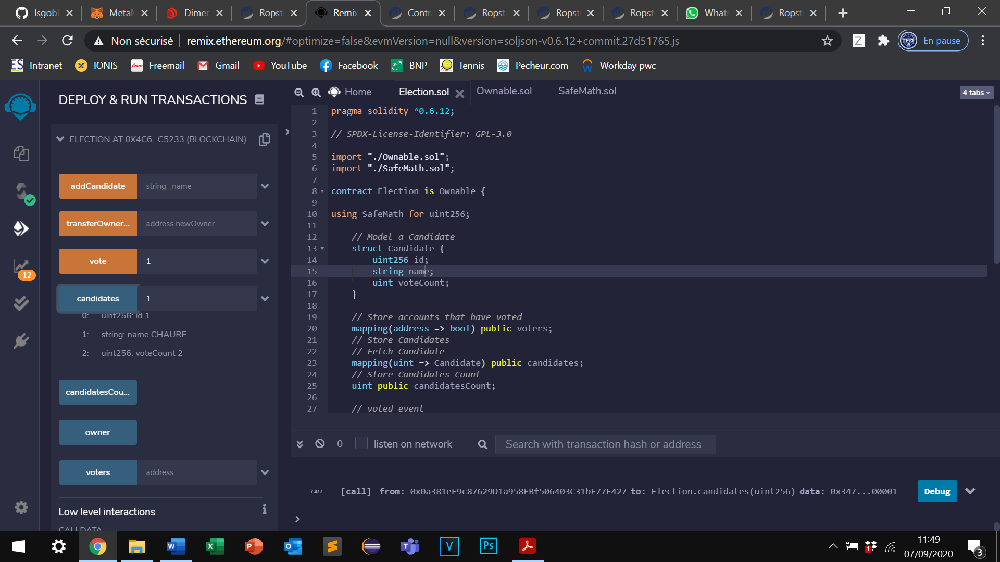 lsgobl
MetaM
Dimer
Ropst
Remix
Contra
Ropst
Ropst
Ropst
Whats
Ropst
Non sécurisé
remix.ethereum.org/#optimize=false&evmVersion=null&version=soljson-v0.6.12+commit.27d51765.js
Z
TF92
En pause
ES Intranet
IONIS
free Freemail
Gmail
YouTube
Facebook
BNP
Tennis
Pecheur.com
Workday pwc
DEPLOY & RUN TRANSACTIONS
ELECTION AT 0X4C6...C5233 (BLOCKCHAIN)
addCandidate string _name
transferOwner... address newOwner
vote 1
12
candidates 1
0: uint256: id 1
1: string: name CHAURE
2: uint256: voteCount 2
candidatesCou...
owner
voters address
Low level interactions
CALLDATA
Home
Election.sol
Ownable.sol
SafeMath.sol
4 tabs
1 pragma solidity ^0.6.12;
2
3 // SPDX-License-Identifier: GPL-3.0
4
5 import "./Ownable.sol";
6 import "./SafeMath.sol";
7
8 contract Election is Ownable {
9
10 using SafeMath for uint256;
11
12 // Model a Candidate
13 struct Candidate {
14 uint256 id;
15 string name;
16 uint voteCount;
17 }
18
19 // Store accounts that have voted
20 mapping(address => bool) public voters;
21 // Store Candidates
22 // Fetch Candidate
23 mapping(uint => Candidate) public candidates;
24 // Store Candidates Count
25 uint public candidatesCount;
26
27 // voted event
0 listen on network
Search with transaction hash or address
CALL [call] from: 0x0a381eF9c87629D1a958FBf506403C31bF77E427 to: Election.candidates(uint256) data: 0x347...00001
Debug
>
11:49
07/09/2020
1
3